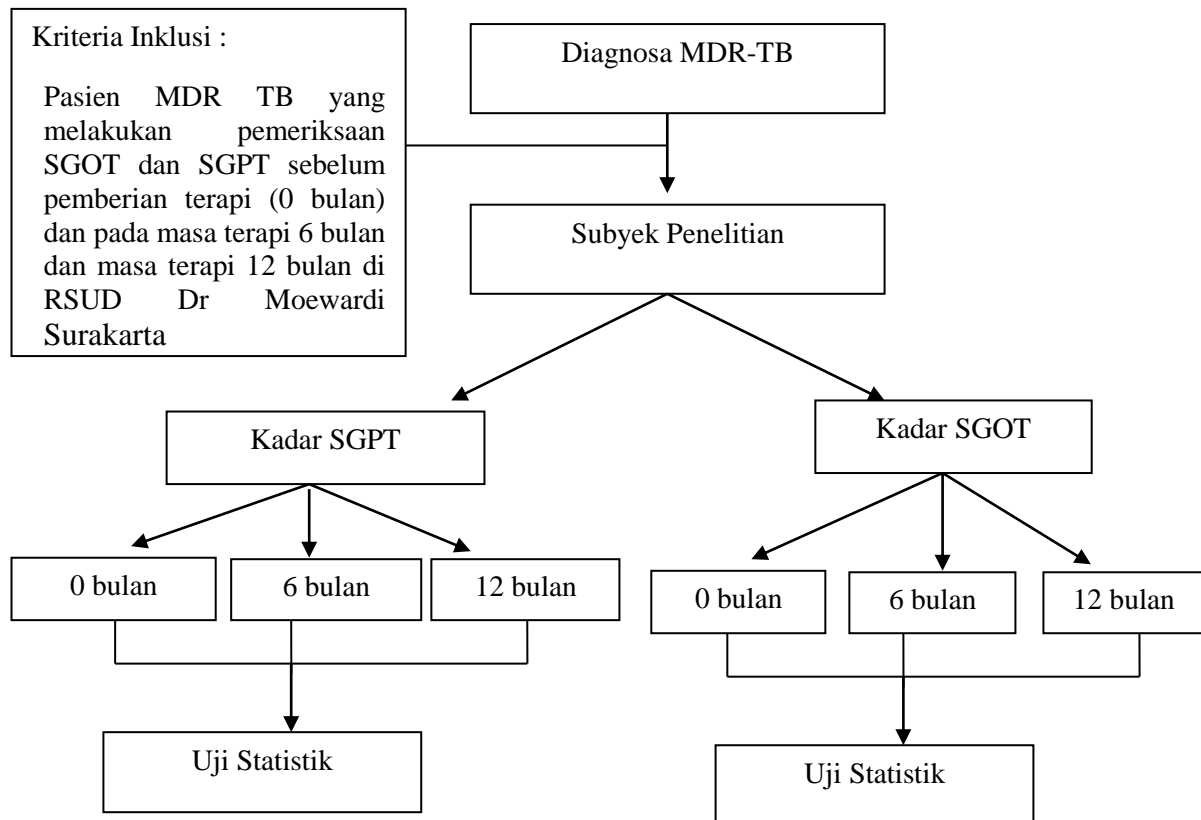 Kriteria Inklusi :
Pasien MDR TB yang
melakukan pemeriksaan
SGOT dan SGPT sebelum
pemberian terapi (0 bulan)
dan pada masa terapi 6 bulan
dan masa terapi 12 bulan di
RSUD Dr Moewardi
Surakarta
Diagnosa MDR-TB
Subyek Penelitian
Kadar SGPT
Kadar SGOT
0 bulan
6 bulan
12 bulan
0 bulan
6 bulan
12 bulan
Uji Statistik
Uji Statistik